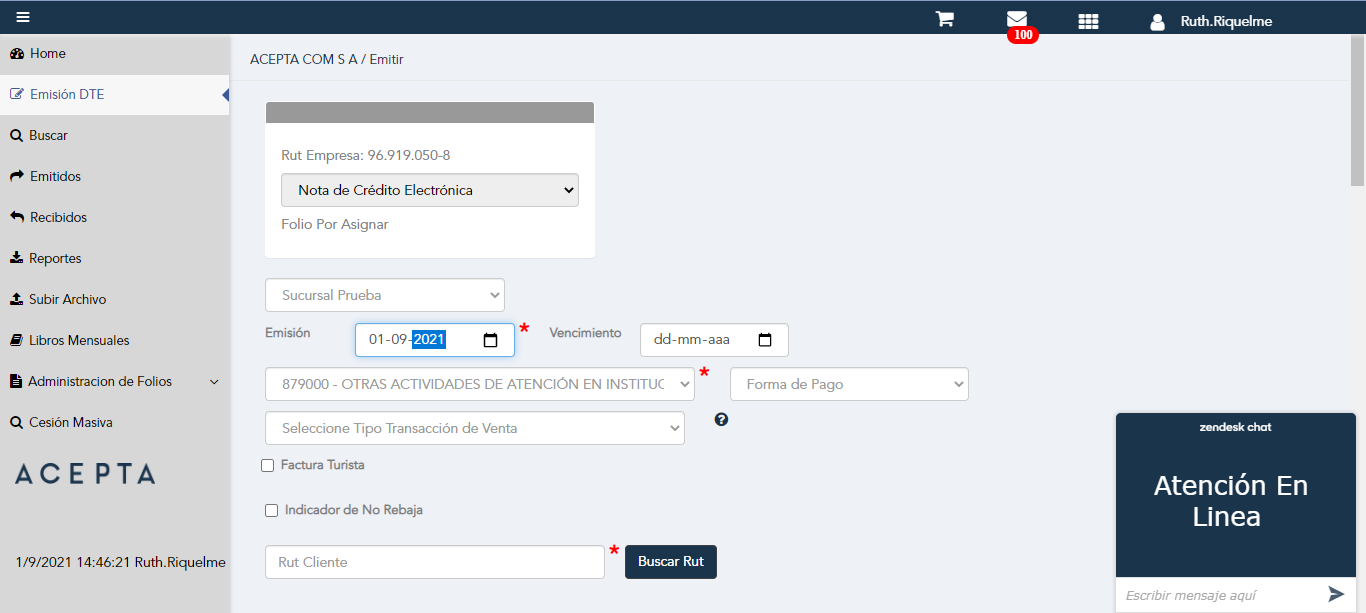 Ruth.Riquelme
100
Home
Emisión DTE
Buscar
Emitidos
Recibidos
Reportes
Subir Archivo
Libros Mensuales
Administracion de Folios
Cesión Masiva
ACEPTA
1/9/2021 14:46:21 Ruth.Riquelme
ACEPTA COM S A / Emitir
Rut Empresa: 96.919.050-8
Nota de Crédito Electrónica
Folio Por Asignar
Sucursal Prueba
Emisión 01-09-2021 * Vencimiento dd-mm-aaa
879000 - OTRAS ACTIVIDADES DE ATENCIÓN EN INSTITUC * Forma de Pago
Seleccione Tipo Transacción de Venta ?
Factura Turista
Indicador de No Rebaja
Rut Cliente * Buscar Rut
zendesk chat
Atención En
Linea
Escribir mensaje aquí